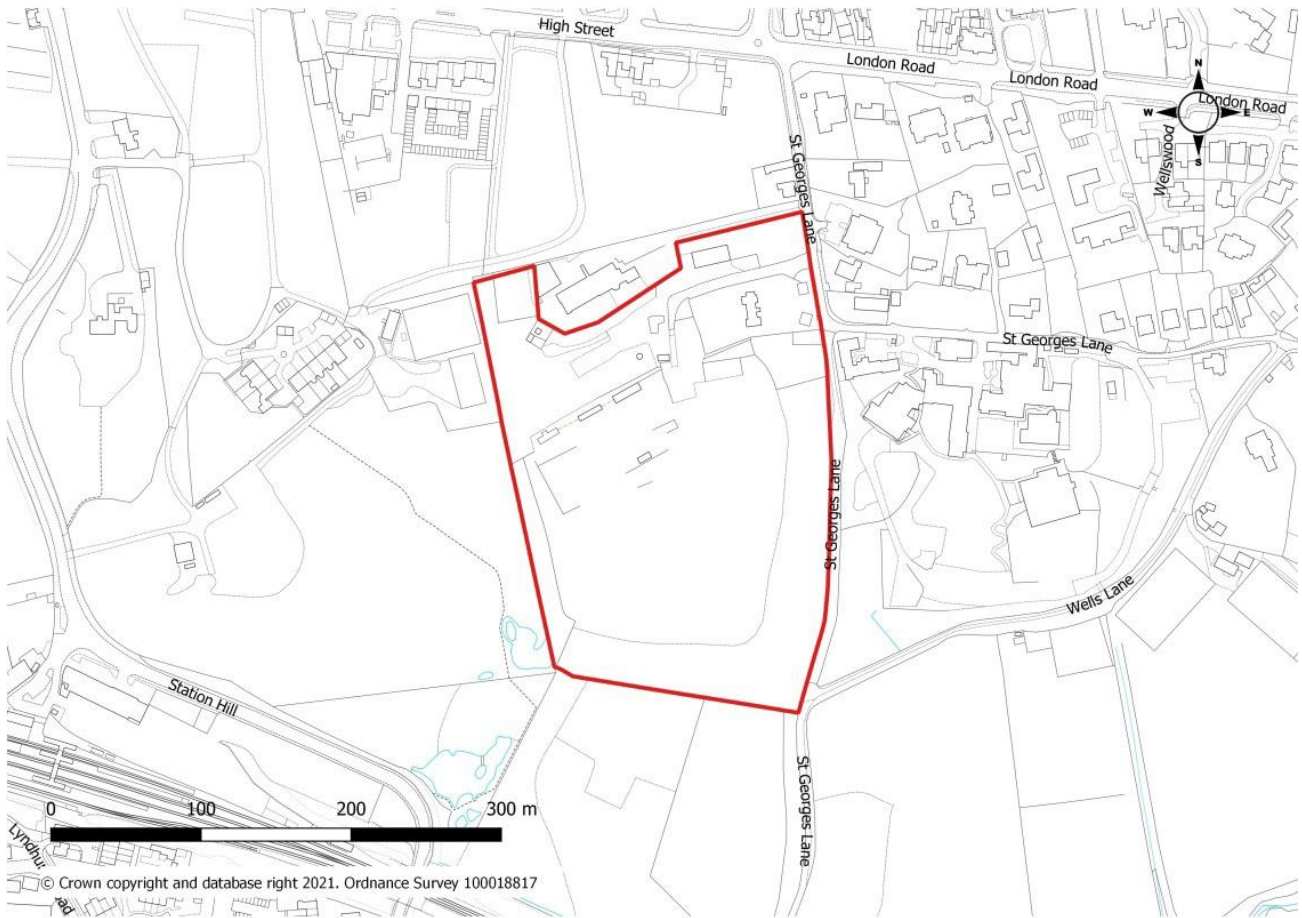 High Street
London Road
London Road
London Road
N
W
E
S
Wellswood
St Georges Lane
St Georges Lane
St Georges Lane
Wells Lane
Station Hill
St Georges Lane
0 100 200 300 m
© Crown copyright and database right 2021. Ordnance Survey 100018817